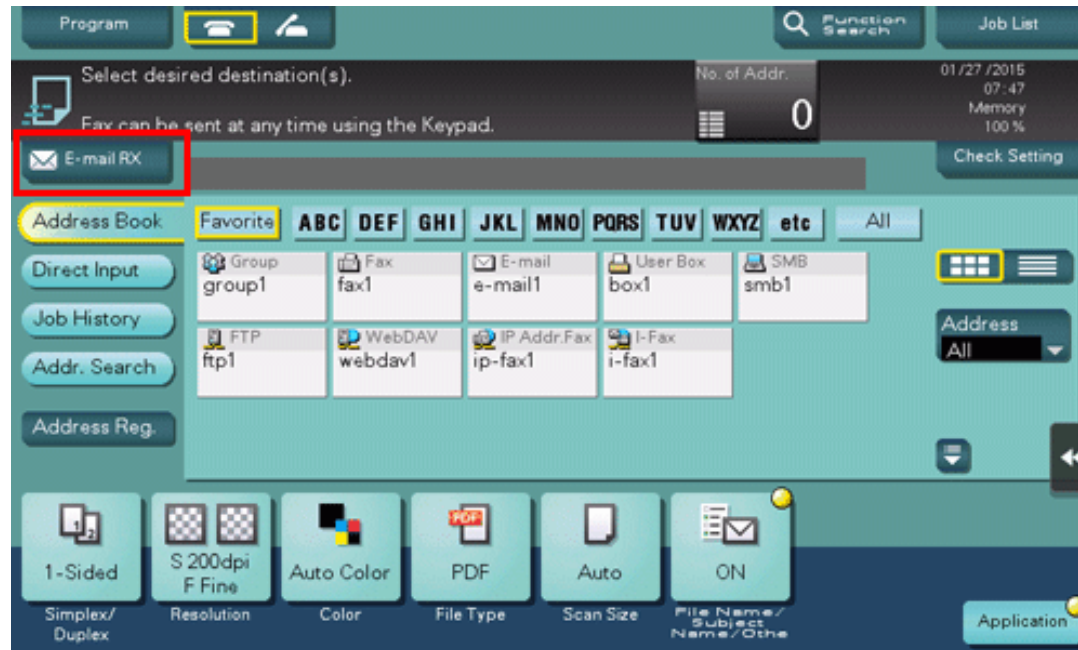 Program
Function
Search
Job List
Select desired destination(s).
Fax can be sent at any time using the Keypad.
No. of Addr.
0
01/27/2015
07:47
Memory
100 %
E-mail RX
Check Setting
Address Book
Favorite ABC DEF GHI JKL MNO PQRS TUV WXYZ etc All
Direct Input
Job History
Addr. Search
Address Reg.
Group
group1
Fax
fax1
E-mail
e-mail1
User Box
box1
SMB
smb1
FTP
ftp1
WebDAV
webdav1
IP Addr.Fax
ip-fax1
I-Fax
i-fax1
Address
All
1 2
1-Sided
Simplex/
Duplex
S 200dpi
F Fine
Resolution
Auto Color
Color
PDF
PDF
File Type
Auto
Scan Size
ON
File Name/
Subject
Name/Othe
Application